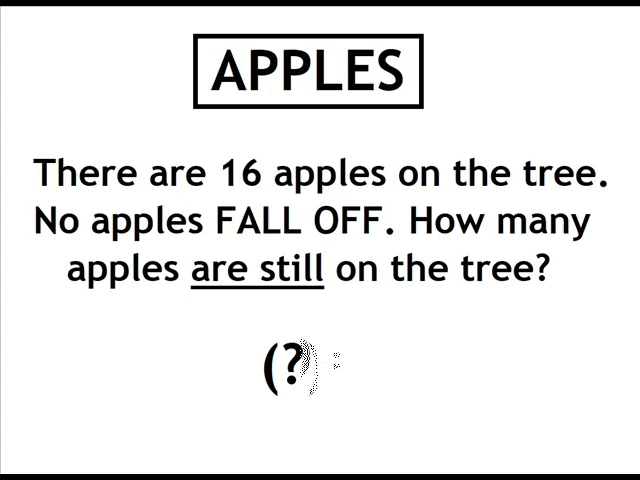 APPLES
There are 16 apples on the tree.
No apples FALL OFF. How many
apples are still on the tree?
(?)